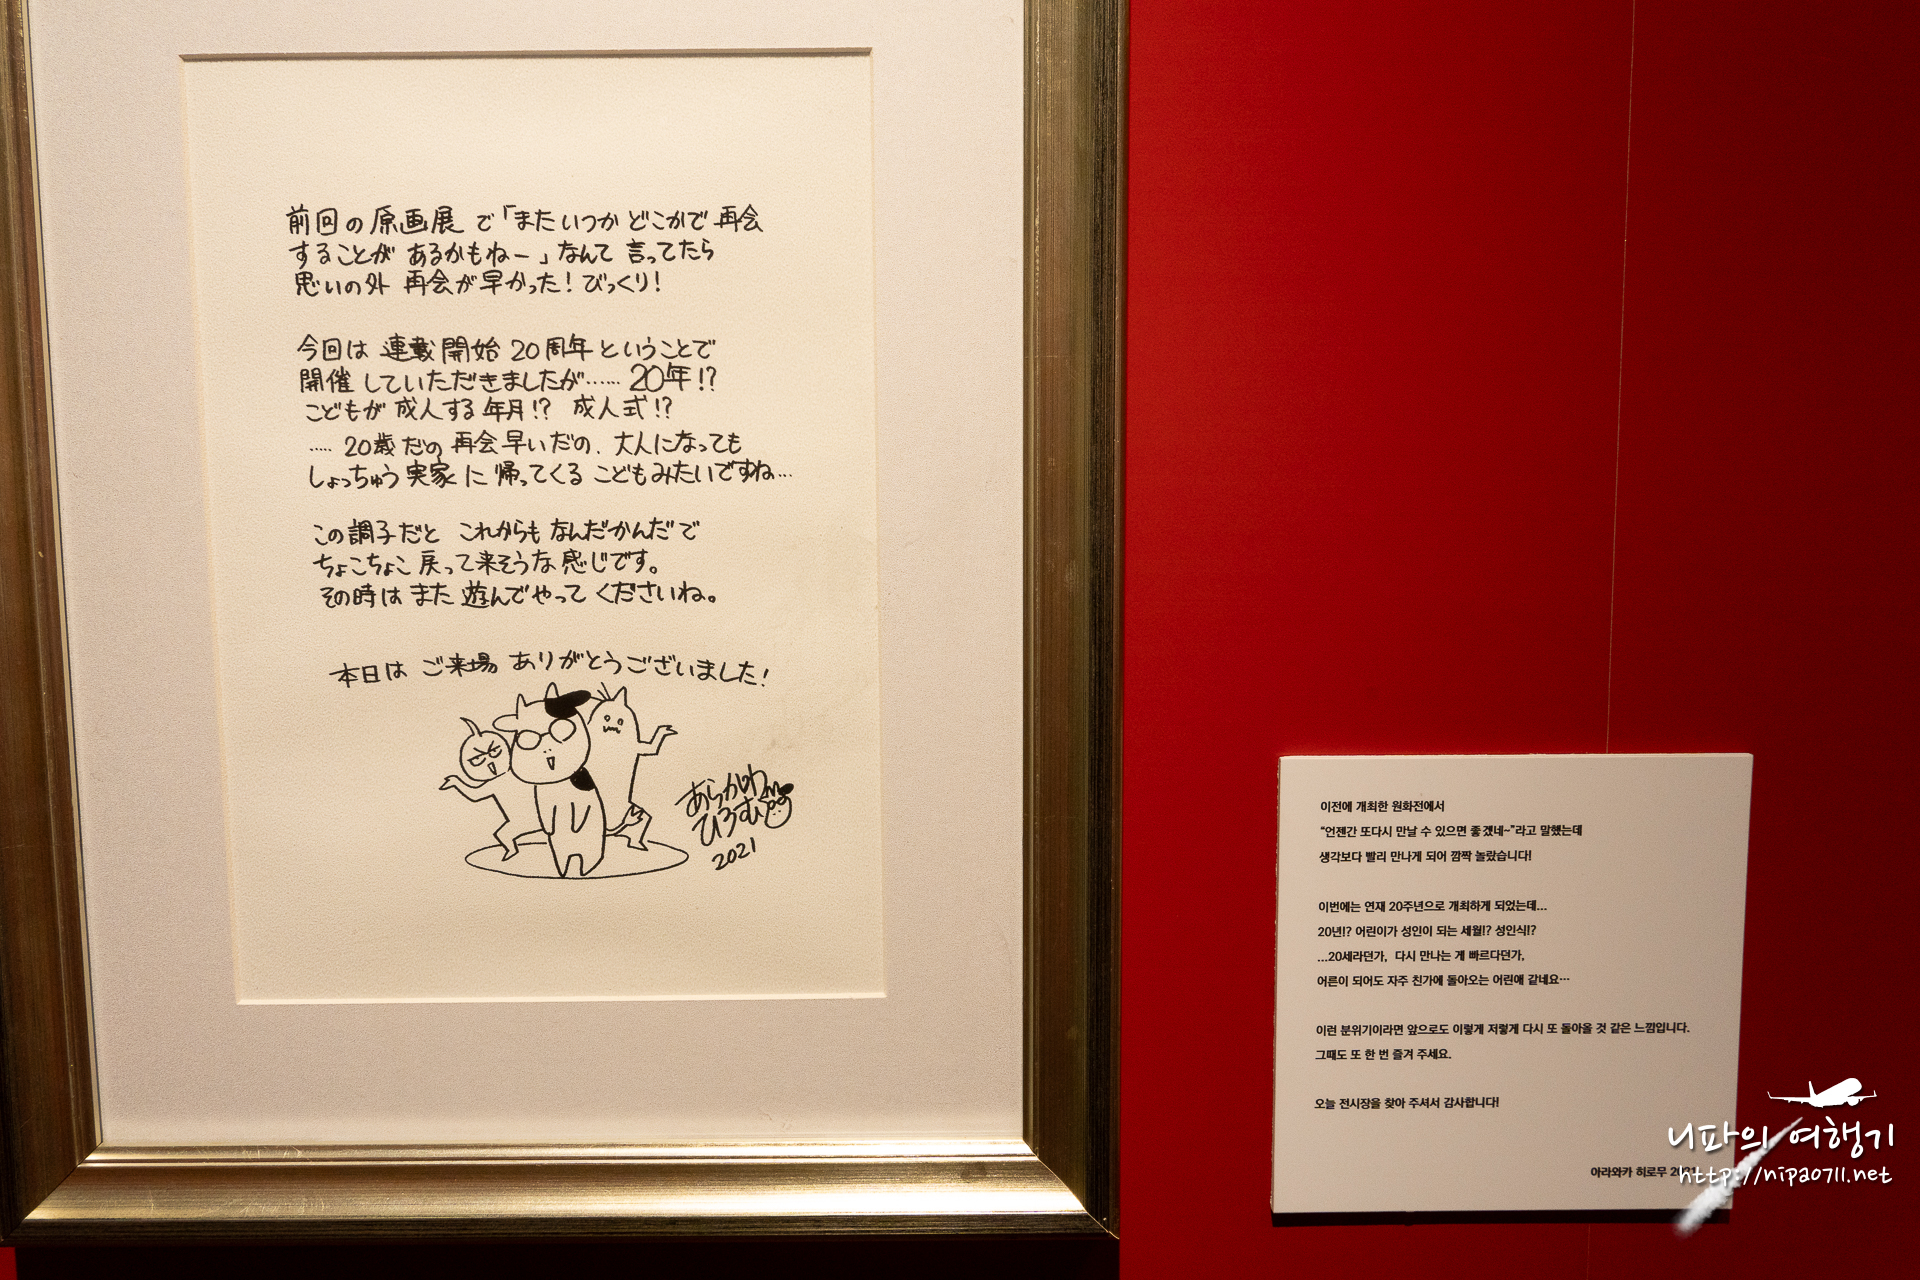 前回の原画展で「またいつかどこかで再会
することがあるかもねー」なんて言ってたら
思いの外再会が早かった！びっくり！
今回は連載開始20周年ということで
開催していただきましたが……20年!?
こどもが成人する年月!? 成人式!?
……20歳だの再会早いだの、大人になっても
しょっちゅう実家に帰ってくるこどもみたいですね…
この調子だとこれからもなんだかんだで
ちょこちょこ戻って来そうな感じです。
その時はまた遊んでやってくださいね。
本日はご来場ありがとうございました！
あらかわ
ひろむ
2021
이전에 개최한 원화전에서
“언젠간 또다시 만날 수 있으면 좋겠네~”라고 말했는데
생각보다 빨리 만나게 되어 깜짝 놀랐습니다!
이번에는 연재 20주년으로 개최하게 되었는데...
20년!? 어린이가 성인이 되는 세월!? 성인식!?
...20세라던가, 다시 만나는 게 빠르다던가,
어른이 되어도 자주 친가에 돌아오는 어린애 같네요…
이런 분위기이라면 앞으로도 이렇게 저렇게 다시 또 돌아올 것 같은 느낌입니다.
그때도 또 한 번 즐겨 주세요.
오늘 전시장을 찾아 주셔서 감사합니다!
아라와카 히로무
니파의 여행기
http://nipa0711.net